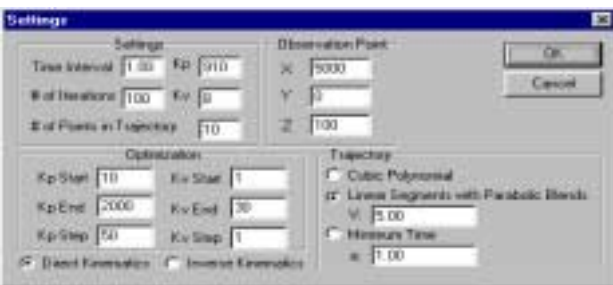 Settings
Settings
Time Interval 1.00 Kp 910
# of Iterations 100 Kv 8
# of Points in Trajectory 10
Observation Point
X 5000
Y 0
Z 100
OK
Cancel
Optimization
Kp Start 10 Kv Start 1
Kp End 2000 Kv End 30
Kp Step 50 Kv Step 1
Direct Kinematics Inverse Kinematics
Trajectory
Cubic Polynomial
Linear Segments with Parabolic Blends
V: 5.00
Minimum Time
1.00